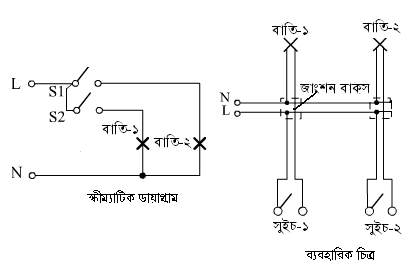 L
S1
S2
বাতি-১
বাতি-২
N
স্কীম্যাটিক ডায়াগ্রাম
বাতি-১
বাতি-২
জাংশন বাকস
N
L
সুইচ-১
সুইচ-২
ব্যবহারিক চিত্র